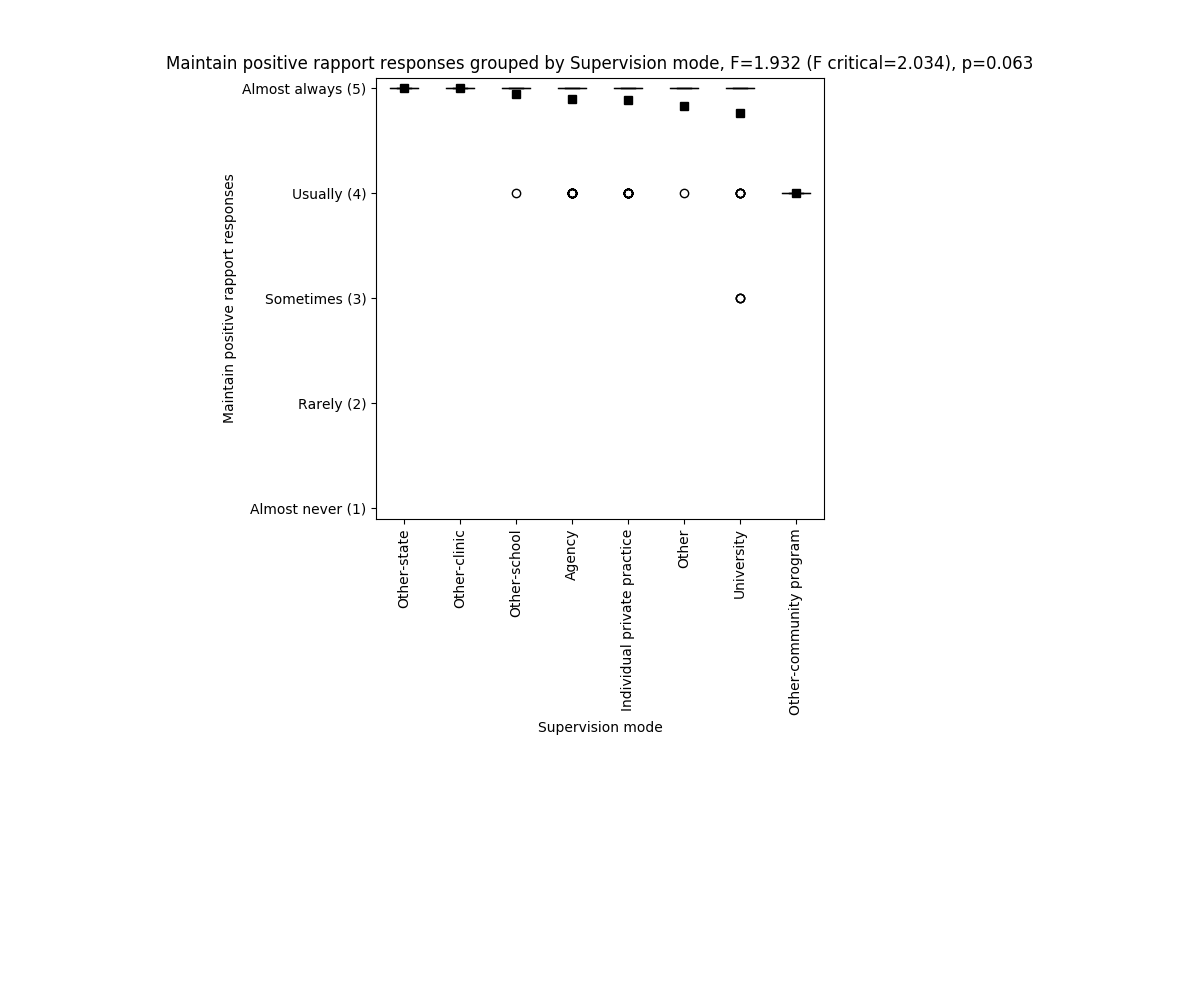 Maintain positive rapport responses grouped by Supervision mode, F=1.932 (F critical=2.034), p=0.063
Almost always (5)
Usually (4)
Sometimes (3)
Rarely (2)
Almost never (1)
Maintain positive rapport responses
Other-state
Other-clinic
Other-school
Agency
Individual private practice
Other
University
Other-community program
Supervision mode